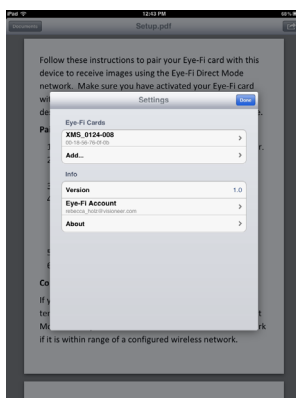 iPad 12:43 PM
Setup.pdf
Follow these instructions to pair your Eye-Fi card with this
device to receive images using the Eye-Fi Direct Mode
network. Make sure you have activated your Eye-Fi card
Settings
Done
Eye-Fi Cards
XMS_0124-008
Add...
Info
Version 1.0
Eye-Fi Account
About
if it is within range of a configured wireless network.